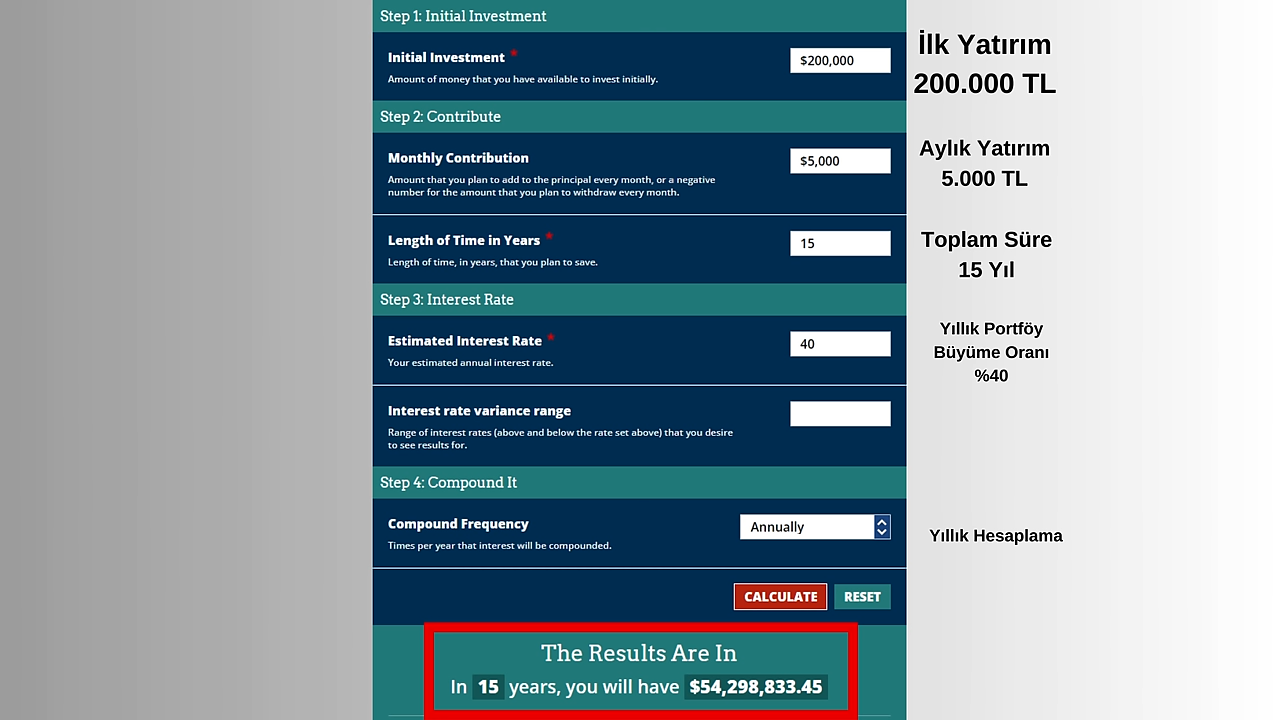 Step 1: Initial Investment
Initial Investment *
$200,000
Amount of money that you have available to invest initially.
Step 2: Contribute
Monthly Contribution
$5,000
Amount that you plan to add to the principal every month, or a negative
number for the amount that you plan to withdraw every month.
Length of Time in Years *
15
Length of time, in years, that you plan to save.
Step 3: Interest Rate
Estimated Interest Rate *
40
Your estimated annual interest rate.
Interest rate variance range
Range of interest rates (above and below the rate set above) that you desire
to see results for.
Step 4: Compound It
Compound Frequency
Annually
Times per year that interest will be compounded.
CALCULATE RESET
The Results Are In
In 15 years, you will have $54,298,833.45
İlk Yatırım
200.000 TL
Aylık Yatırım
5.000 TL
Toplam Süre
15 Yıl
Yıllık Portföy
Büyüme Oranı
%40
Yıllık Hesaplama